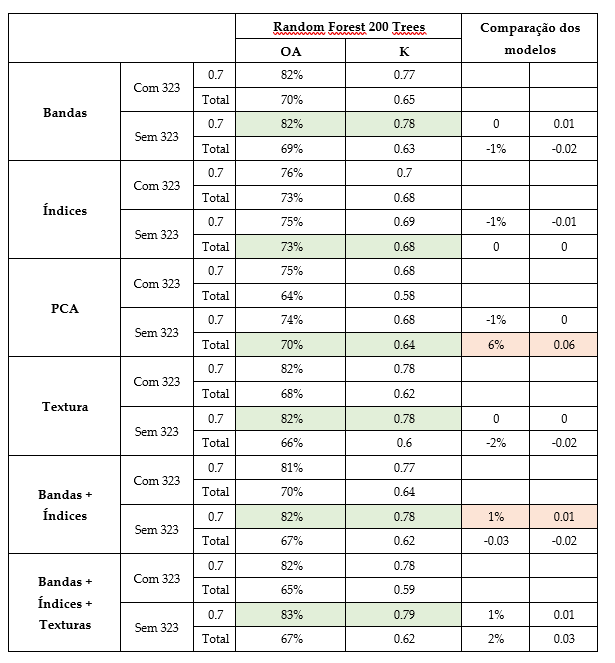 Random Forest 200 Trees Comparação dos modelos
OA K
Bandas Com 323 0.7 82% 0.77
Total 70% 0.65
Sem 323 0.7 82% 0.78 0 0.01
Total 69% 0.63 -1% -0.02
Índices Com 323 0.7 76% 0.7
Total 73% 0.68
Sem 323 0.7 75% 0.69 -1% -0.01
Total 73% 0.68 0 0
PCA Com 323 0.7 75% 0.68
Total 64% 0.58
Sem 323 0.7 74% 0.68 -1% 0
Total 70% 0.64 6% 0.06
Textura Com 323 0.7 82% 0.78
Total 68% 0.62
Sem 323 0.7 82% 0.78 0 0
Total 66% 0.6 -2% -0.02
Bandas + Índices Com 323 0.7 81% 0.77
Total 70% 0.64
Sem 323 0.7 82% 0.78 1% 0.01
Total 67% 0.62 -0.03 -0.02
Bandas + Índices + Texturas Com 323 0.7 82% 0.78
Total 65% 0.59
Sem 323 0.7 83% 0.79 1% 0.01
Total 67% 0.62 2% 0.03